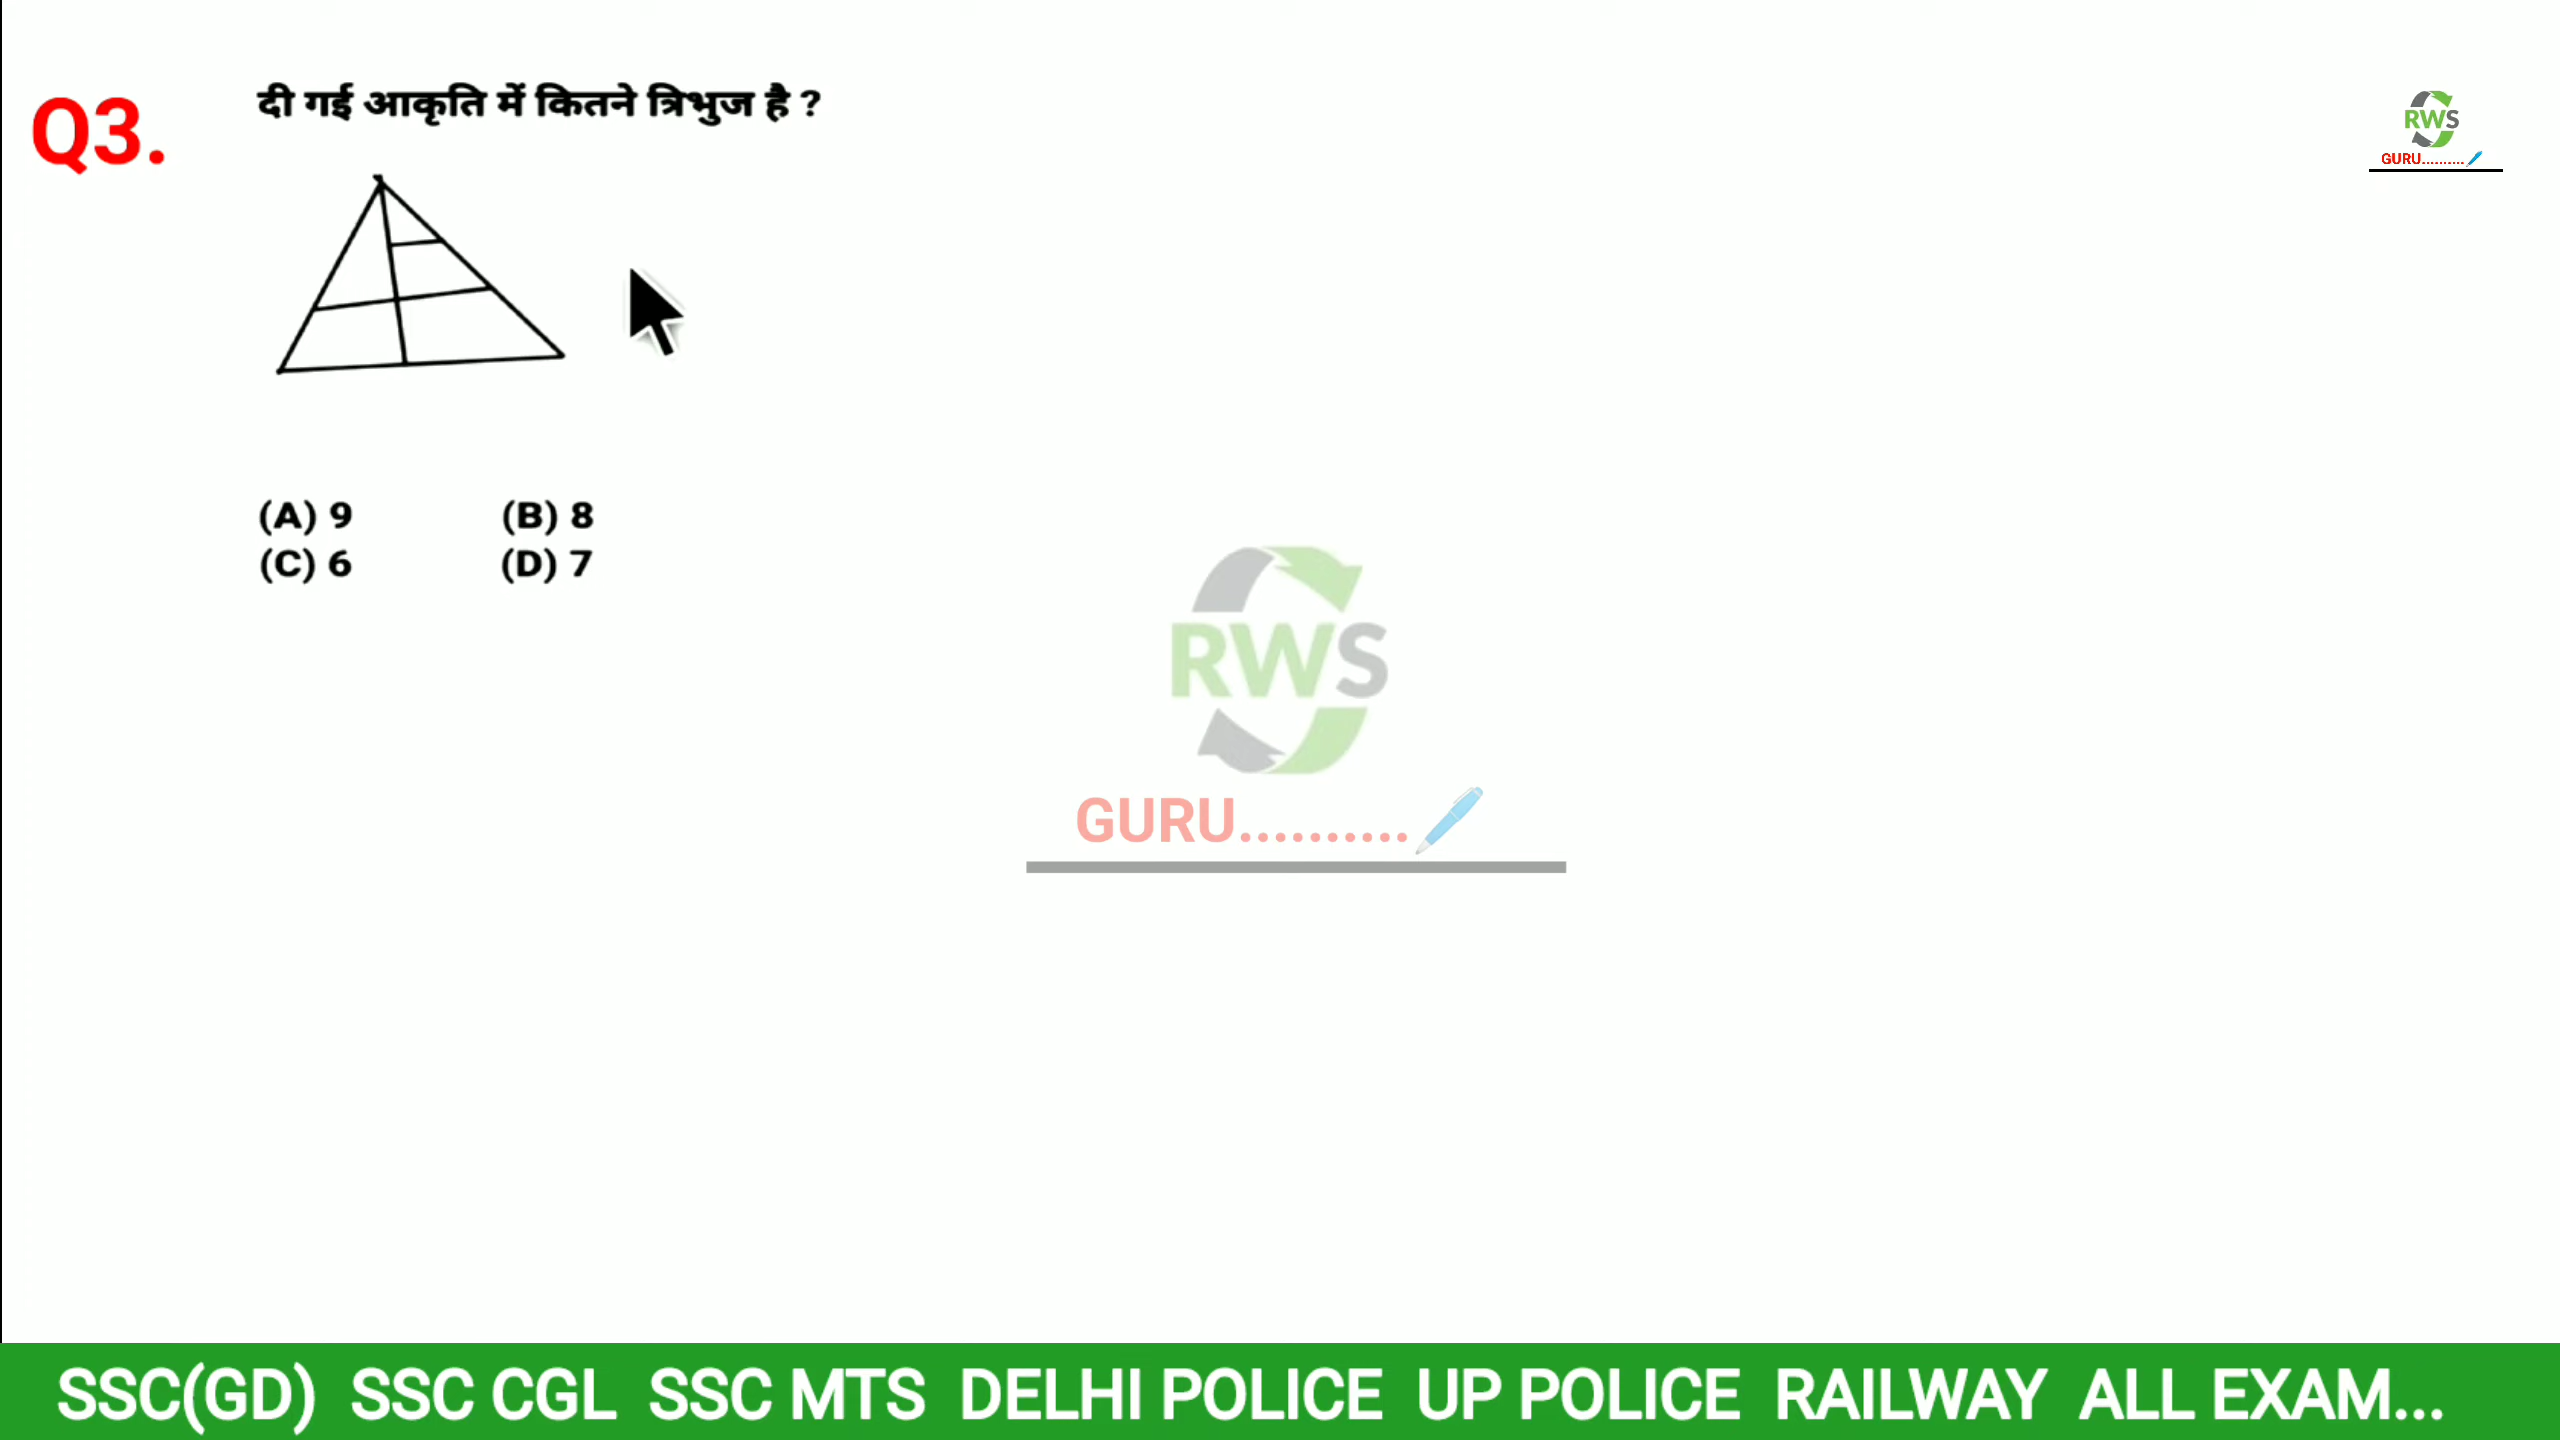 Q3.
दी गई आकृति में कितने त्रिभुज है ?
RWS
GURU..........
(A) 9 (B) 8
(C) 6 (D) 7
RWS
GURU..........
SSC(GD) SSC CGL SSC MTS DELHI POLICE UP POLICE RAILWAY ALL EXAM...